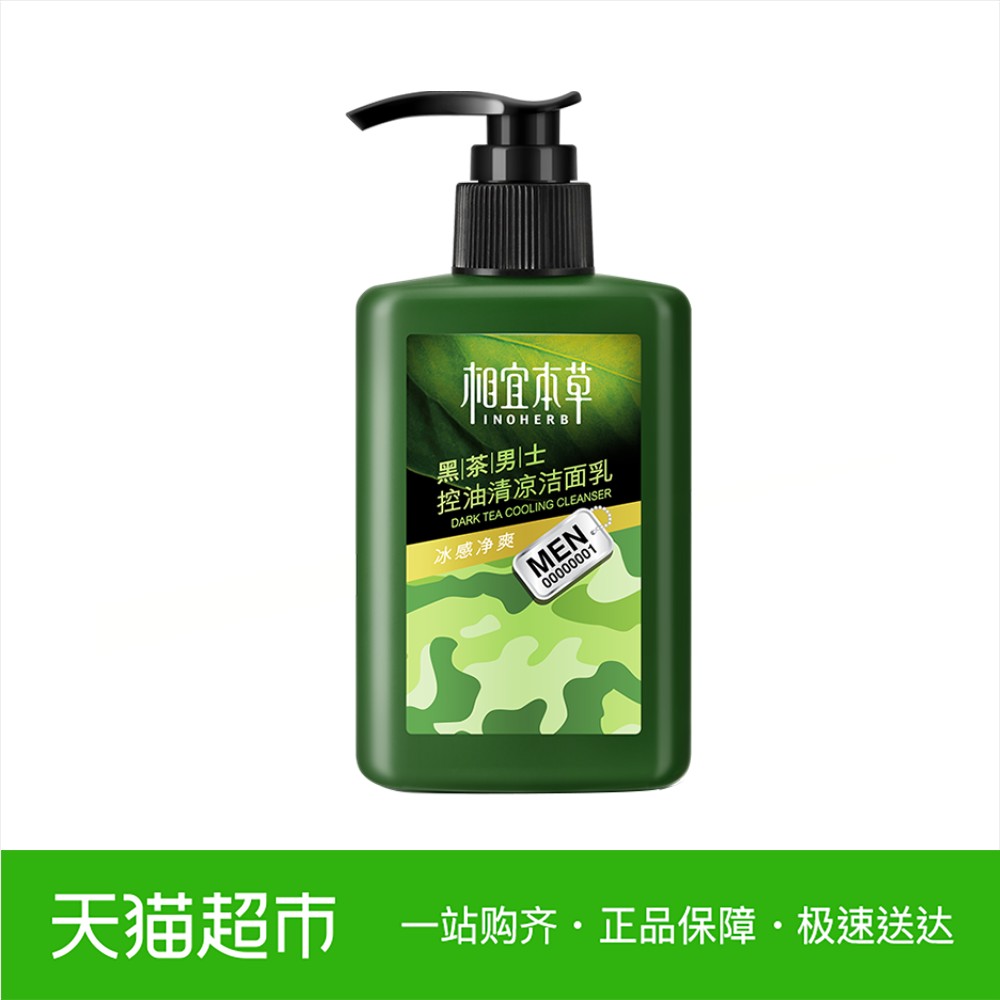 相宜本草
INOHERB
黑|茶|男|士
控油清凉洁面乳
DARK TEA COOLING CLEANSER
冰感净爽
MEN
00000001
天猫超市 一站购齐·正品保障·极速送达